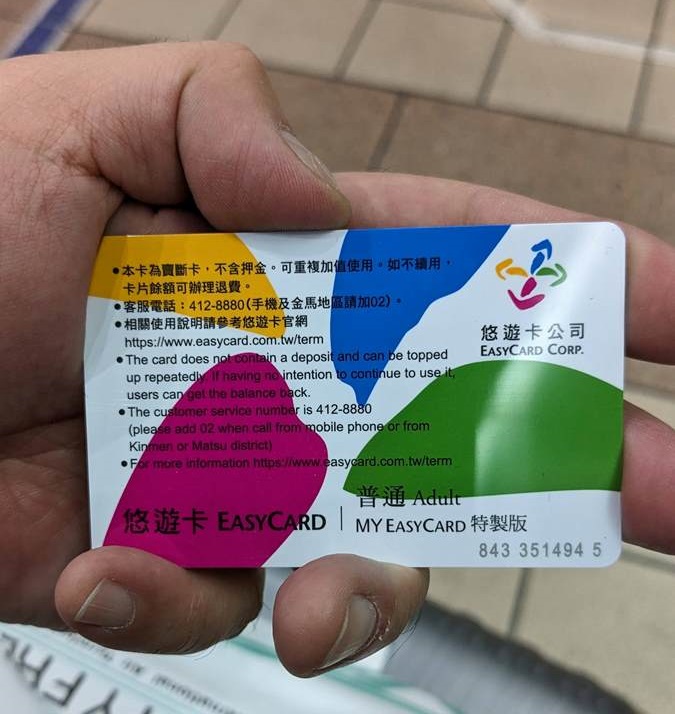 ●本卡為賣斷卡，不含押金。可重複加值使用。如不續用，
卡片餘額可辦理退費。
●客服電話：412-8880(手機及金馬地區請加02)。
●相關使用說明請參考悠遊卡官網
https://www.easycard.com.tw/term
●The card does not contain a deposit and can be topped
up repeatedly. If having no intention to continue to use it,
users can get the balance back.
●The customer service number is 412-8880
(please add 02 when call from mobile phone or from
Kinmen or Matsu district)
●For more information https://www.easycard.com.tw/term
悠遊卡公司
EASYCARD CORP.
悠遊卡 EASYCARD
普通 Adult
MY EASYCARD 特製版
843 351494 5